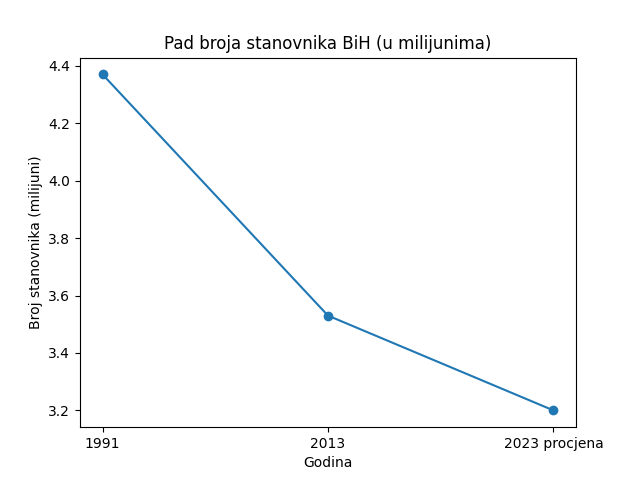 Pad broja stanovnika BiH (u milijunima)
4.4
4.2
4.0
3.8
3.6
3.4
3.2
Broj stanovnika (milijuni)
1991
2013
2023 procjena
Godina